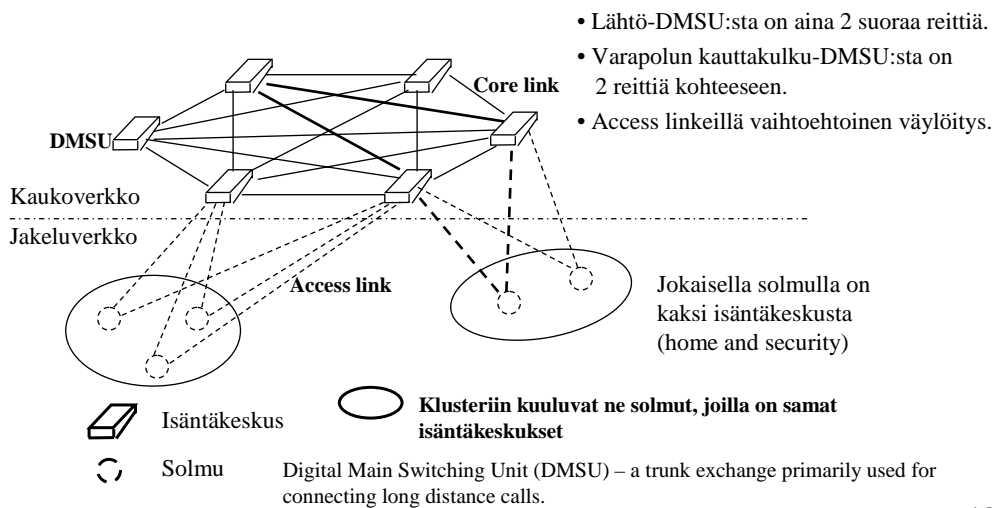 • Lähtö-DMSU:sta on aina 2 suoraa reittiä.
• Varapolun kauttakulku-DMSU:sta on
2 reittiä kohteeseen.
• Access linkeillä vaihtoehtoinen väylöitys.
Core link
DMSU
Kaukoverkko
Jakeluverkko
Access link
Jokaisella solmulla on
kaksi isäntäkeskusta
(home and security)
Isäntäkeskus
Klusteriin kuuluvat ne solmut, joilla on samat
isäntäkeskukset
Solmu
Digital Main Switching Unit (DMSU) – a trunk exchange primarily used for
connecting long distance calls.